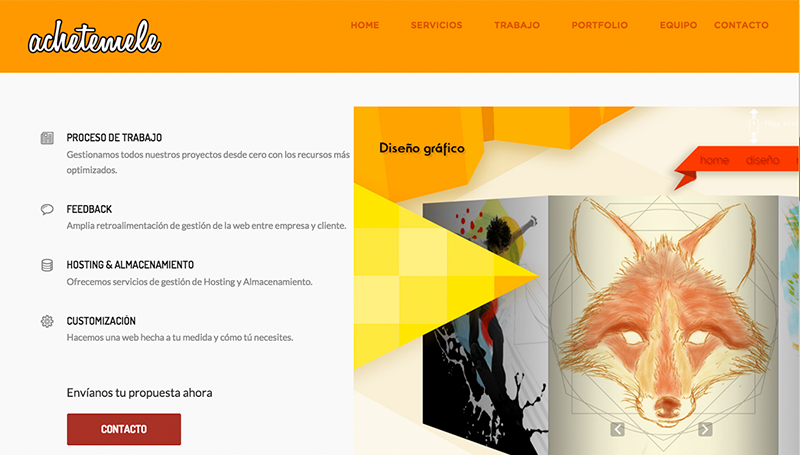 achetemele
HOME SERVICIOS TRABAJO PORTFOLIO EQUIPO CONTACTO
PROCESO DE TRABAJO
Gestionamos todos nuestros proyectos desde cero con los recursos más
optimizados.
FEEDBACK
Amplia retroalimentación de gestión de la web entre empresa y cliente.
HOSTING & ALMACENAMIENTO
Ofrecemos servicios de gestión de Hosting y Almacenamiento.
CUSTOMIZACIÓN
Hacemos una web hecha a tu medida y cómo tú necesites.
Envíanos tu propuesta ahora
CONTACTO
Diseño gráfico
home diseño